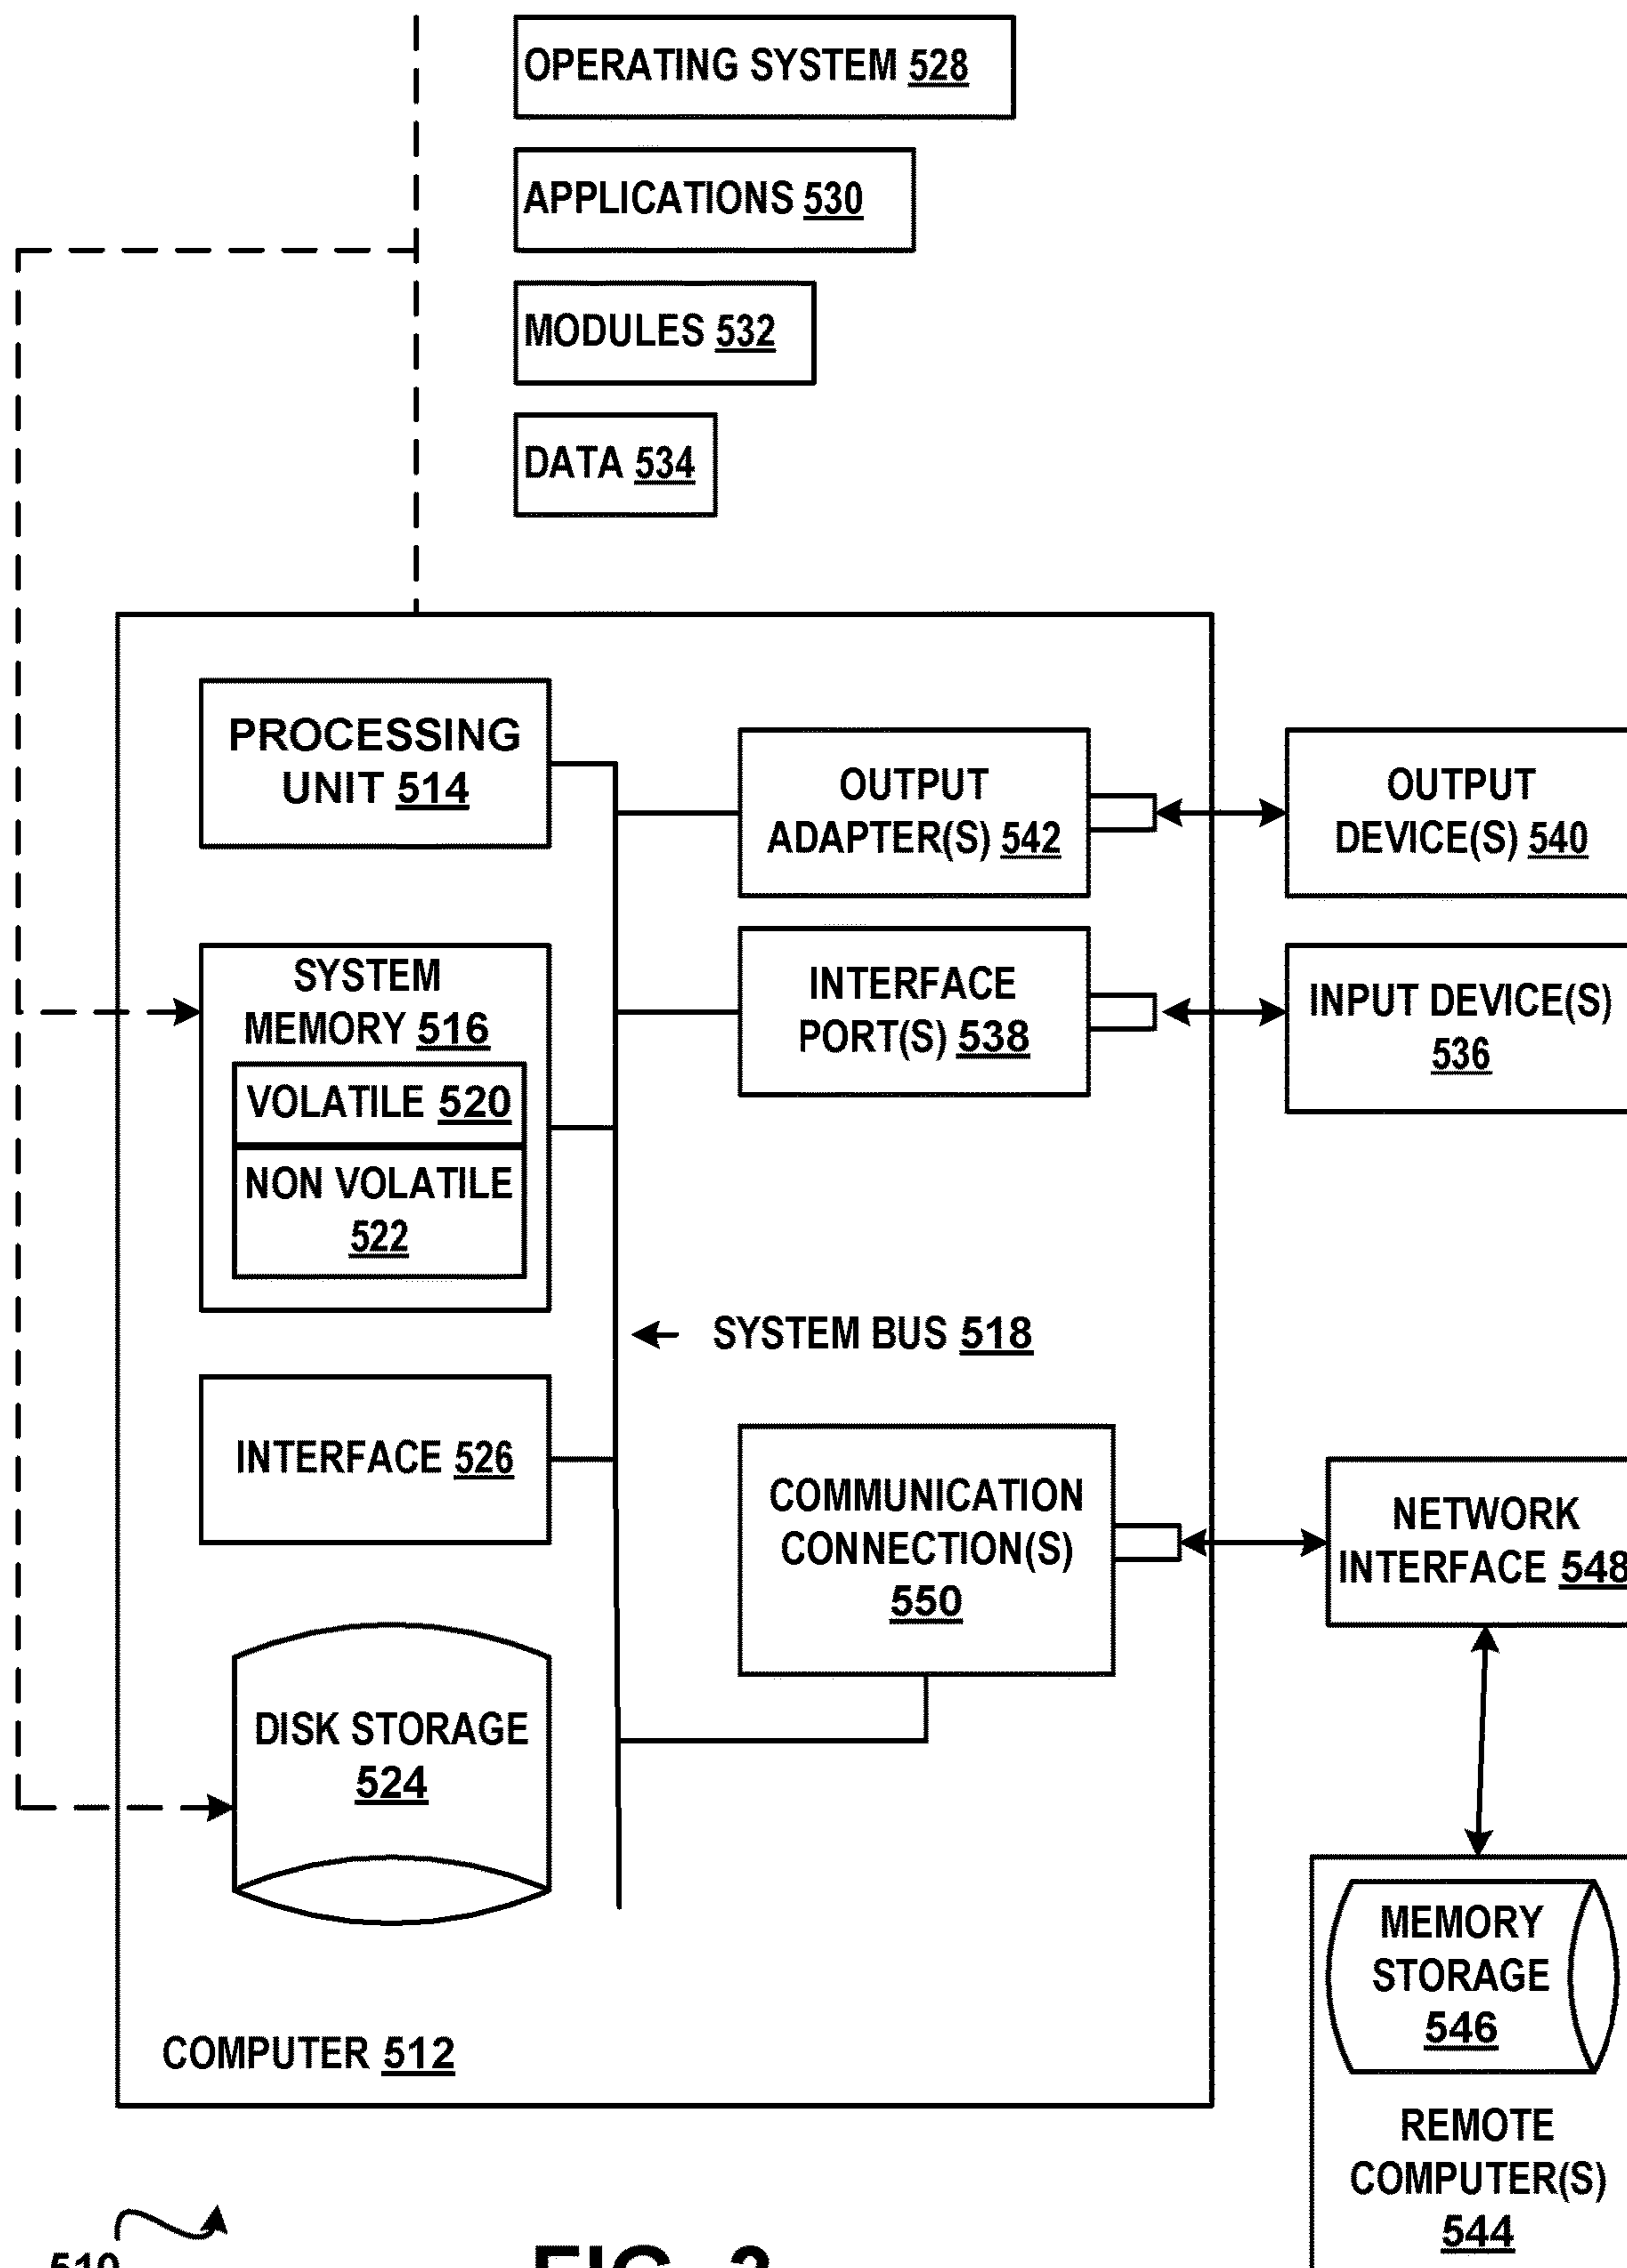 OPERATING SYSTEM 528
APPLICATIONS 530
MODULES 532
DATA 534
PROCESSING
UNIT 514
OUTPUT
ADAPTER(S) 542
OUTPUT
DEVICE(S) 540
SYSTEM
MEMORY 516
VOLATILE 520
NON VOLATILE
522
INTERFACE
PORT(S) 538
INPUT DEVICE(S)
536
SYSTEM BUS 518
INTERFACE 526
COMMUNICATION
CONNECTION(S)
550
NETWORK
INTERFACE 548
DISK STORAGE
524
MEMORY
STORAGE
546
COMPUTER 512
REMOTE
COMPUTER(S)
544
FIG.